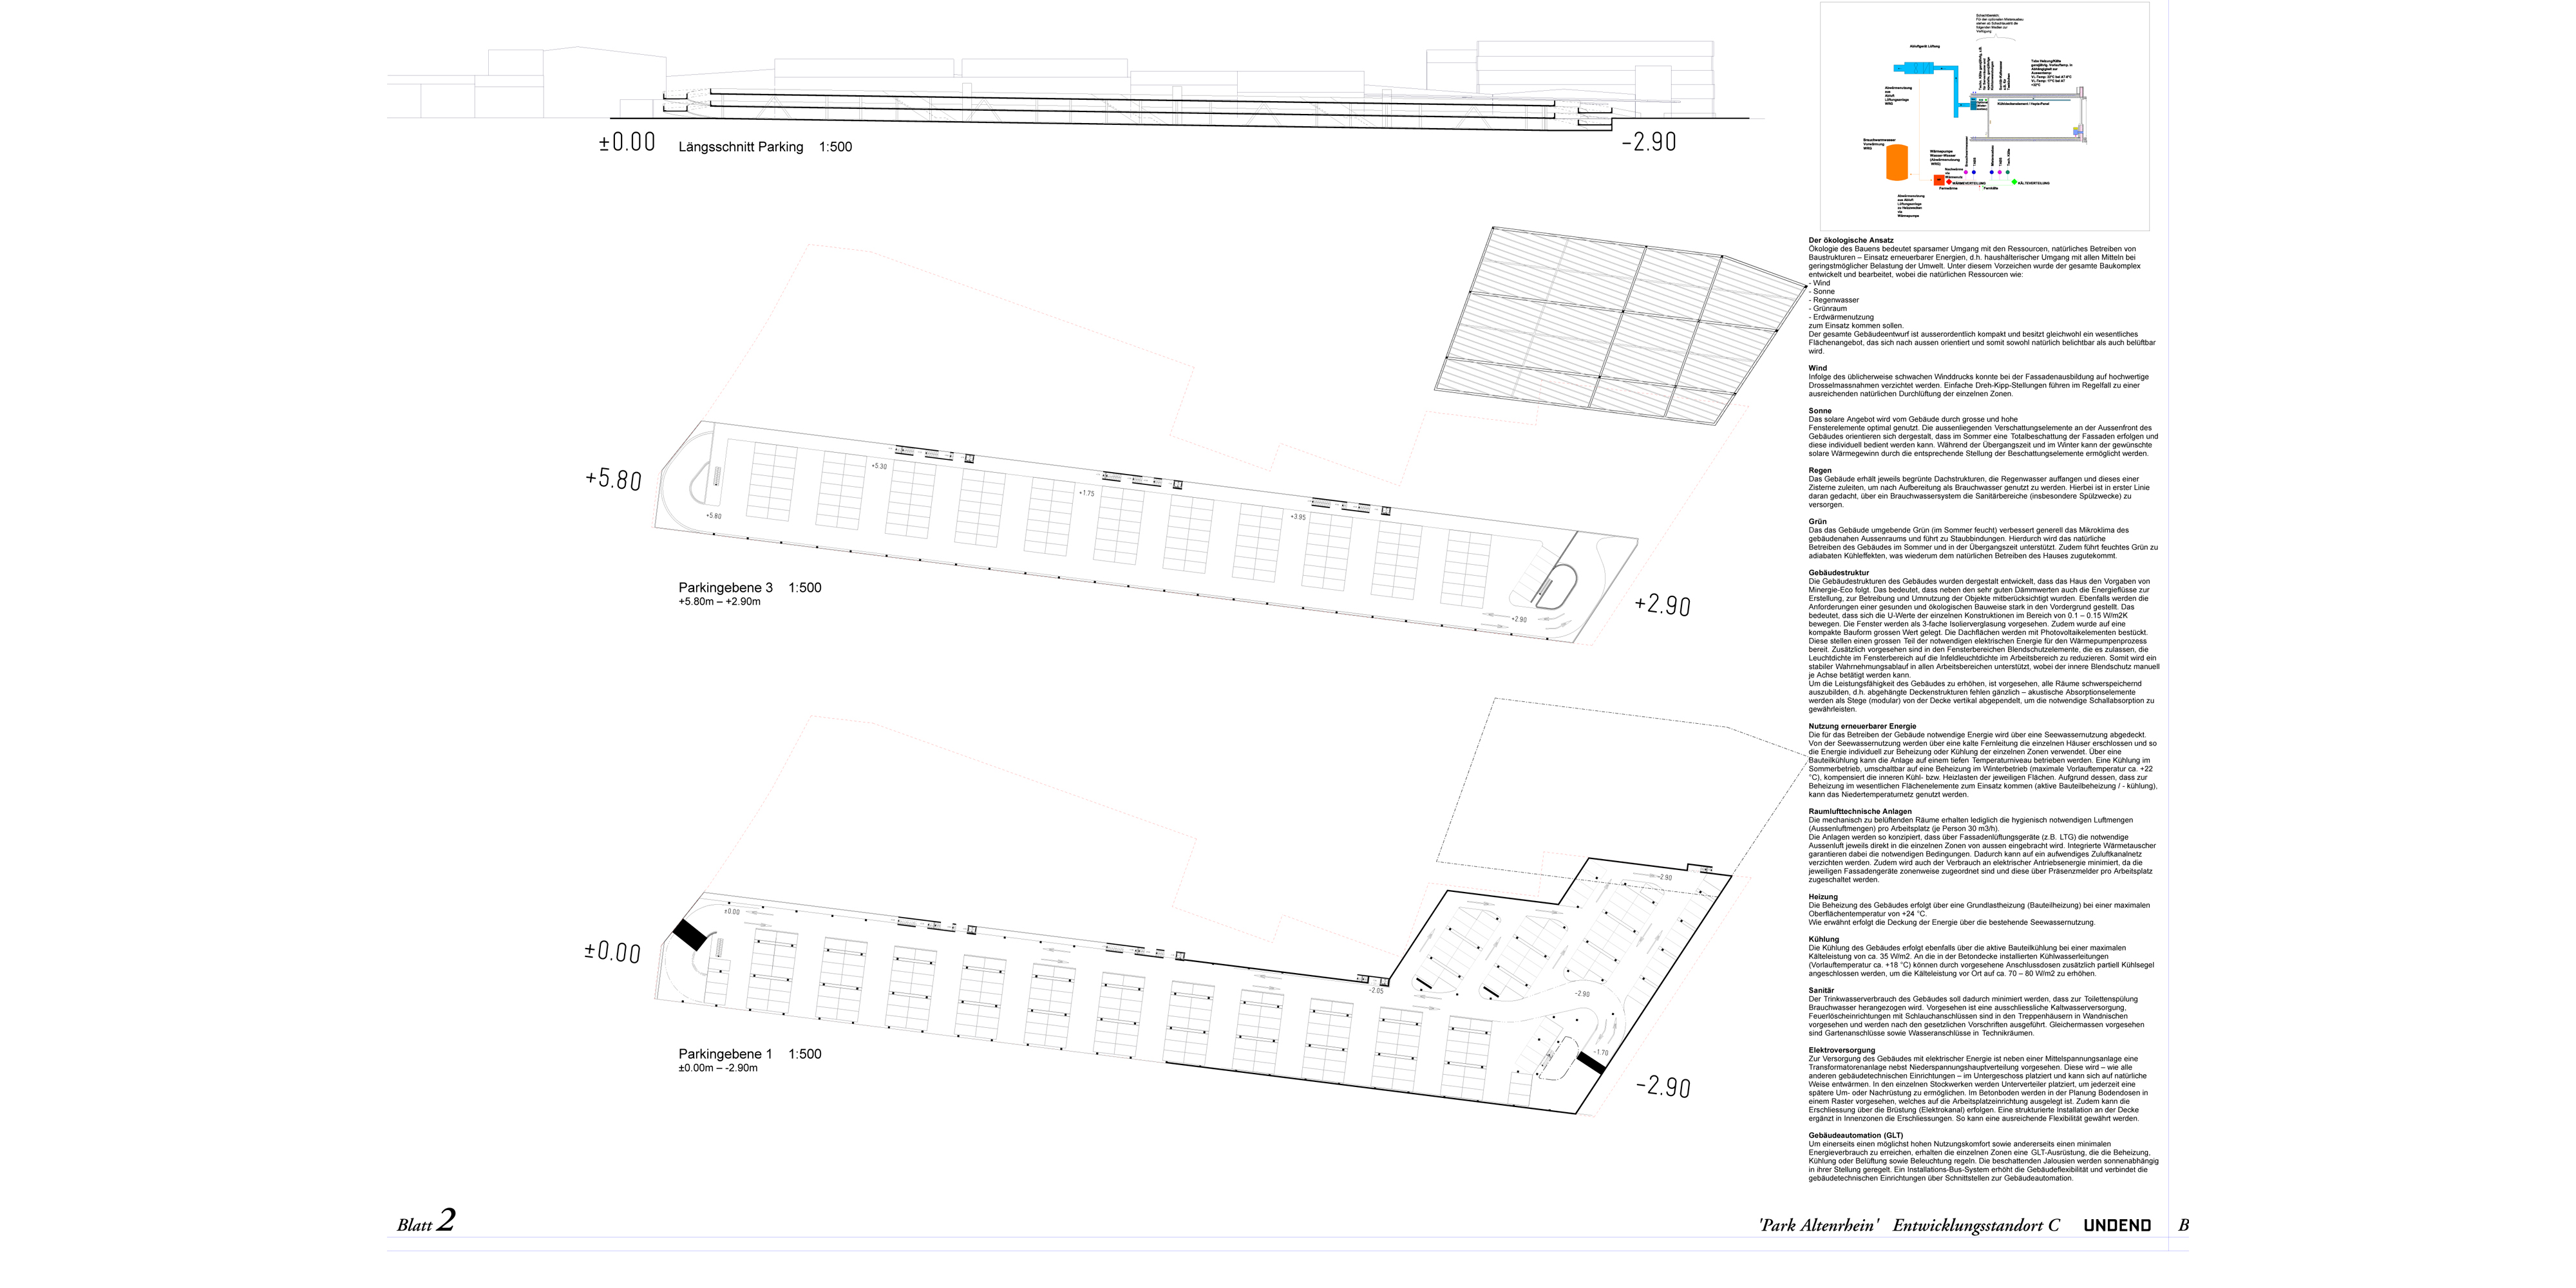 ±0.00
Längsschnitt Parking 1:500
-2.90
+5.80
+5.30
+1.75
+3.95
+5.80
+2.90
+2.90
Parkingebene 3 1:500
+5.80m – +2.90m
±0.00
±0.00
-2.90
-2.05
-2.90
-1.70
-2.90
Parkingebene 1 1:500
±0.00m – -2.90m
Abluftgerät Lüftung
Kühldeckenelement / Hepta-Panel
WÄRMEVERTEILUNG
KÄLTEVERTEILUNG
Fernwärme
Fernkälte
Der ökologische Ansatz
Ökologie des Bauens bedeutet sparsamer Umgang mit den Ressourcen, natürliches Betreiben von
Baustrukturen – Einsatz erneuerbarer Energien, d.h. haushälterischer Umgang mit allen Mitteln bei
geringstmöglicher Belastung der Umwelt. Unter diesem Vorzeichen wurde der gesamte Baukomplex
entwickelt und bearbeitet, wobei die natürlichen Ressourcen wie:
- Wind
- Sonne
- Regenwasser
- Grünraum
- Erdwärmenutzung
zum Einsatz kommen sollen.
Der gesamte Gebäudeentwurf ist ausserordentlich kompakt und besitzt gleichwohl ein wesentliches
Flächenangebot, das sich nach aussen orientiert und somit sowohl natürlich belichtbar als auch belüftbar
wird.
Wind
Infolge des üblicherweise schwachen Winddrucks konnte bei der Fassadenausbildung auf hochwertige
Drosselmassnahmen verzichtet werden. Einfache Dreh-Kipp-Stellungen führen im Regelfall zu einer
ausreichenden natürlichen Durchlüftung der einzelnen Zonen.
Sonne
Das solare Angebot wird vom Gebäude durch grosse und hohe
Fensterelemente optimal genutzt. Die aussenliegenden Verschattungselemente an der Aussenfront des
Gebäudes orientieren sich dergestalt, dass im Sommer eine Totalbeschattung der Fassaden erfolgen und
diese individuell bedient werden kann. Während der Übergangszeit und im Winter kann der gewünschte
solare Wärmegewinn durch die entsprechende Stellung der Beschattungselemente ermöglicht werden.
Regen
Das Gebäude erhält jeweils begrünte Dachstrukturen, die Regenwasser auffangen und dieses einer
Zisterne zuleiten, um nach Aufbereitung als Brauchwasser genutzt zu werden. Hierbei ist in erster Linie
daran gedacht, über ein Brauchwassersystem die Sanitärbereiche (insbesondere Spülzwecke) zu
versorgen.
Grün
Das das Gebäude umgebende Grün (im Sommer feucht) verbessert generell das Mikroklima des
gebäudenahen Aussenraums und führt zu Staubbindungen. Hierdurch wird das natürliche
Betreiben des Gebäudes im Sommer und in der Übergangszeit unterstützt. Zudem führt feuchtes Grün zu
adiabaten Kühleffekten, was wiederum dem natürlichen Betreiben des Hauses zugutekommt.
Gebäudestruktur
Die Gebäudestrukturen des Gebäudes wurden dergestalt entwickelt, dass das Haus den Vorgaben von
Minergie-Eco folgt. Das bedeutet, dass neben den sehr guten Dämmwerten auch die Energieflüsse zur
Erstellung, zur Betreibung und Umnutzung der Objekte mitberücksichtigt wurden. Ebenfalls werden die
Anforderungen einer gesunden und ökologischen Bauweise stark in den Vordergrund gestellt. Das
bedeutet, dass sich die U-Werte der einzelnen Konstruktionen im Bereich von 0.1 – 0.15 W/m2K
bewegen. Die Fenster werden als 3-fache Isolierverglasung vorgesehen. Zudem wurde auf eine
kompakte Bauform grossen Wert gelegt. Die Dachflächen werden mit Photovoltaikelementen bestückt.
Diese stellen einen grossen Teil der notwendigen elektrischen Energie für den Wärmepumpenprozess
bereit. Zusätzlich vorgesehen sind in den Fensterbereichen Blendschutzelemente, die es zulassen, die
Leuchtdichte im Fensterbereich auf die Infeldleuchtdichte im Arbeitsbereich zu reduzieren. Somit wird ein
stabiler Wahrnehmungsablauf in allen Arbeitsbereichen unterstützt, wobei der innere Blendschutz manuell
je Achse betätigt werden kann.
Um die Leistungsfähigkeit des Gebäudes zu erhöhen, ist vorgesehen, alle Räume schwerspeichernd
auszubilden, d.h. abgehängte Deckenstrukturen fehlen gänzlich – akustische Absorptionselemente
werden als Stege (modular) von der Decke vertikal abgependelt, um die notwendige Schallabsorption zu
gewährleisten.
Nutzung erneuerbarer Energie
Die für das Betreiben der Gebäude notwendige Energie wird über eine Seewassernutzung abgedeckt.
Von der Seewassernutzung werden über eine kalte Fernleitung die einzelnen Häuser erschlossen und so
die Energie individuell zur Beheizung oder Kühlung der einzelnen Zonen verwendet. Über eine
Bauteilkühlung kann die Anlage auf einem tiefen Temperaturniveau betrieben werden. Eine Kühlung im
Sommerbetrieb, umschaltbar auf eine Beheizung im Winterbetrieb (maximale Vorlauftemperatur ca. +22
°C), kompensiert die inneren Kühl- bzw. Heizlasten der jeweiligen Flächen. Aufgrund dessen, dass zur
Beheizung im wesentlichen Flächenelemente zum Einsatz kommen (aktive Bauteilbeheizung / - kühlung),
kann das Niedertemperaturnetz genutzt werden.
Raumlufttechnische Anlagen
Die mechanisch zu belüftenden Räume erhalten lediglich die hygienisch notwendigen Luftmengen
(Aussenluftmengen) pro Arbeitsplatz (je Person 30 m3/h).
Die Anlagen werden so konzipiert, dass über Fassadenlüftungsgeräte (z.B. LTG) die notwendige
Aussenluft jeweils direkt in die einzelnen Zonen von aussen eingebracht wird. Integrierte Wärmetauscher
garantieren dabei die notwendigen Bedingungen. Dadurch kann auf ein aufwendiges Zuluftkanalnetz
verzichten werden. Zudem wird auch der Verbrauch an elektrischer Antriebsenergie minimiert, da die
jeweiligen Fassadengeräte zonenweise zugeordnet sind und diese über Präsenzmelder pro Arbeitsplatz
zugeschaltet werden.
Heizung
Die Beheizung des Gebäudes erfolgt über eine Grundlastheizung (Bauteilheizung) bei einer maximalen
Oberflächentemperatur von +24 °C.
Wie erwähnt erfolgt die Deckung der Energie über die bestehende Seewassernutzung.
Kühlung
Die Kühlung des Gebäudes erfolgt ebenfalls über die aktive Bauteilkühlung bei einer maximalen
Kälteleistung von ca. 35 W/m2. An die in der Betondecke installierten Kühlwasserleitungen
(Vorlauftemperatur ca. +18 °C) können durch vorgesehene Anschlussdosen zusätzlich partiell Kühlsegel
angeschlossen werden, um die Kälteleistung vor Ort auf ca. 70 – 80 W/m2 zu erhöhen.
Sanitär
Der Trinkwasserverbrauch des Gebäudes soll dadurch minimiert werden, dass zur Toilettenspülung
Brauchwasser herangezogen wird. Vorgesehen ist eine ausschliessliche Kaltwasserversorgung,
Feuerlöscheinrichtungen mit Schlauchanschlüssen sind in den Treppenhäusern in Wandnischen
vorgesehen und werden nach den gesetzlichen Vorschriften ausgeführt. Gleichermassen vorgesehen
sind Gartenanschlüsse sowie Wasseranschlüsse in Technikräumen.
Elektroversorgung
Zur Versorgung des Gebäudes mit elektrischer Energie ist neben einer Mittelspannungsanlage eine
Transformatorenanlage nebst Niederspannungshauptverteilung vorgesehen. Diese wird – wie alle
anderen gebäudetechnischen Einrichtungen – im Untergeschoss platziert und kann sich auf natürliche
Weise entwärmen. In den einzelnen Stockwerken werden Unterverteiler platziert, um jederzeit eine
spätere Um- oder Nachrüstung zu ermöglichen. Im Betonboden werden in der Planung Bodendosen in
einem Raster vorgesehen, welches auf die Arbeitsplatzeinrichtung ausgelegt ist. Zudem kann die
Erschliessung über die Brüstung (Elektrokanal) erfolgen. Eine strukturierte Installation an der Decke
ergänzt in Innenzonen die Erschliessungen. So kann eine ausreichende Flexibilität gewährt werden.
Gebäudeautomation (GLT)
Um einerseits einen möglichst hohen Nutzungskomfort sowie andererseits einen minimalen
Energieverbrauch zu erreichen, erhalten die einzelnen Zonen eine GLT-Ausrüstung, die die Beheizung,
Kühlung oder Belüftung sowie Beleuchtung regeln. Die beschattenden Jalousien werden sonnenabhängig
in ihrer Stellung geregelt. Ein Installations-Bus-System erhöht die Gebäudeflexibilität und verbindet die
gebäudetechnischen Einrichtungen über Schnittstellen zur Gebäudeautomation.
Blatt 2
'Park Altenrhein' Entwicklungsstandort C UNDEND B